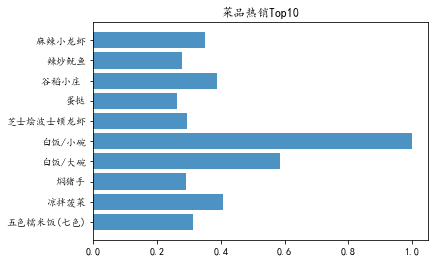 菜品热销Top10
麻辣小龙虾
辣炒鱿鱼
谷稻小庄
蛋挞
芝士烩波士顿龙虾
白饭/小碗
白饭/大碗
焖猪手
凉拌菠菜
五色糯米饭(七色)
0.0 0.2 0.4 0.6 0.8 1.0